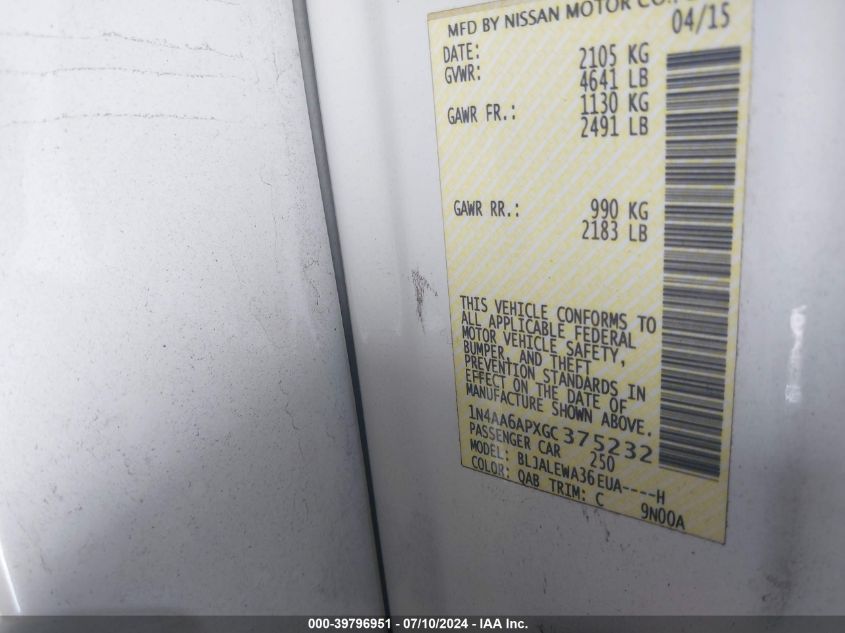 MFD BY NISSAN MOTOR CO.
DATE: 04/15
GVWR: 2105 KG
4641 LB
GAWR FR.: 1130 KG
2491 LB
GAWR RR.: 990 KG
2183 LB
THIS VEHICLE CONFORMS TO
ALL APPLICABLE FEDERAL
MOTOR VEHICLE SAFETY,
BUMPER, AND THEFT
PREVENTION STANDARDS IN
EFFECT ON THE DATE OF
MANUFACTURE SHOWN ABOVE.
1N4AA6APXGC375232
PASSENGER CAR 250
MODEL: BLJALEWA36EUA----H
COLOR: QAB TRIM: C 9N00A
000-39796951 - 07/10/2024 - IAA Inc.